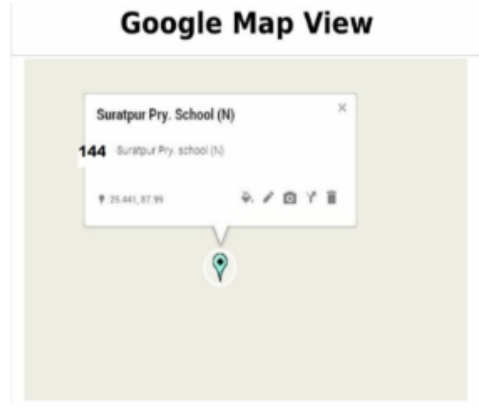 Google Map View
Suratpur Pry. School (N)
144 Suratpur Pry. school (N)
25.441, 87.99